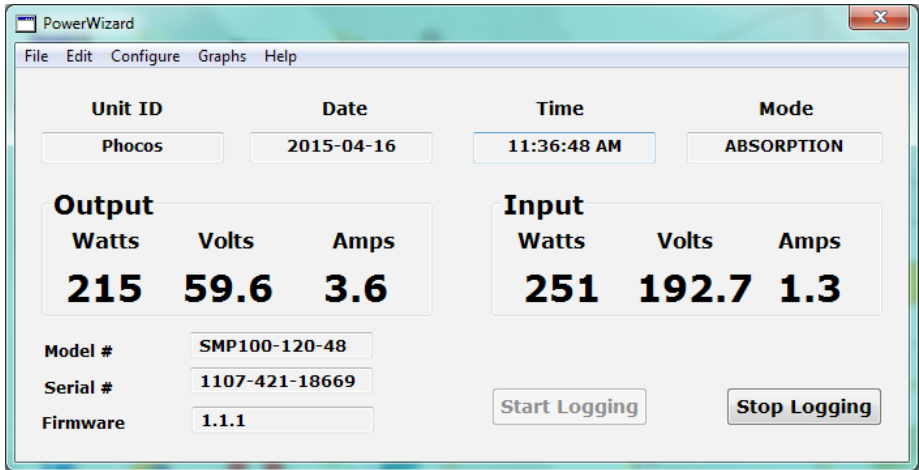 PowerWizard
File Edit Configure Graphs Help
Unit ID Date Time Mode
Phocos 2015-04-16 11:36:48 AM ABSORPTION
Output Input
Watts Volts Amps Watts Volts Amps
215 59.6 3.6 251 192.7 1.3
Model # SMP100-120-48
Serial # 1107-421-18669
Firmware 1.1.1
Start Logging Stop Logging